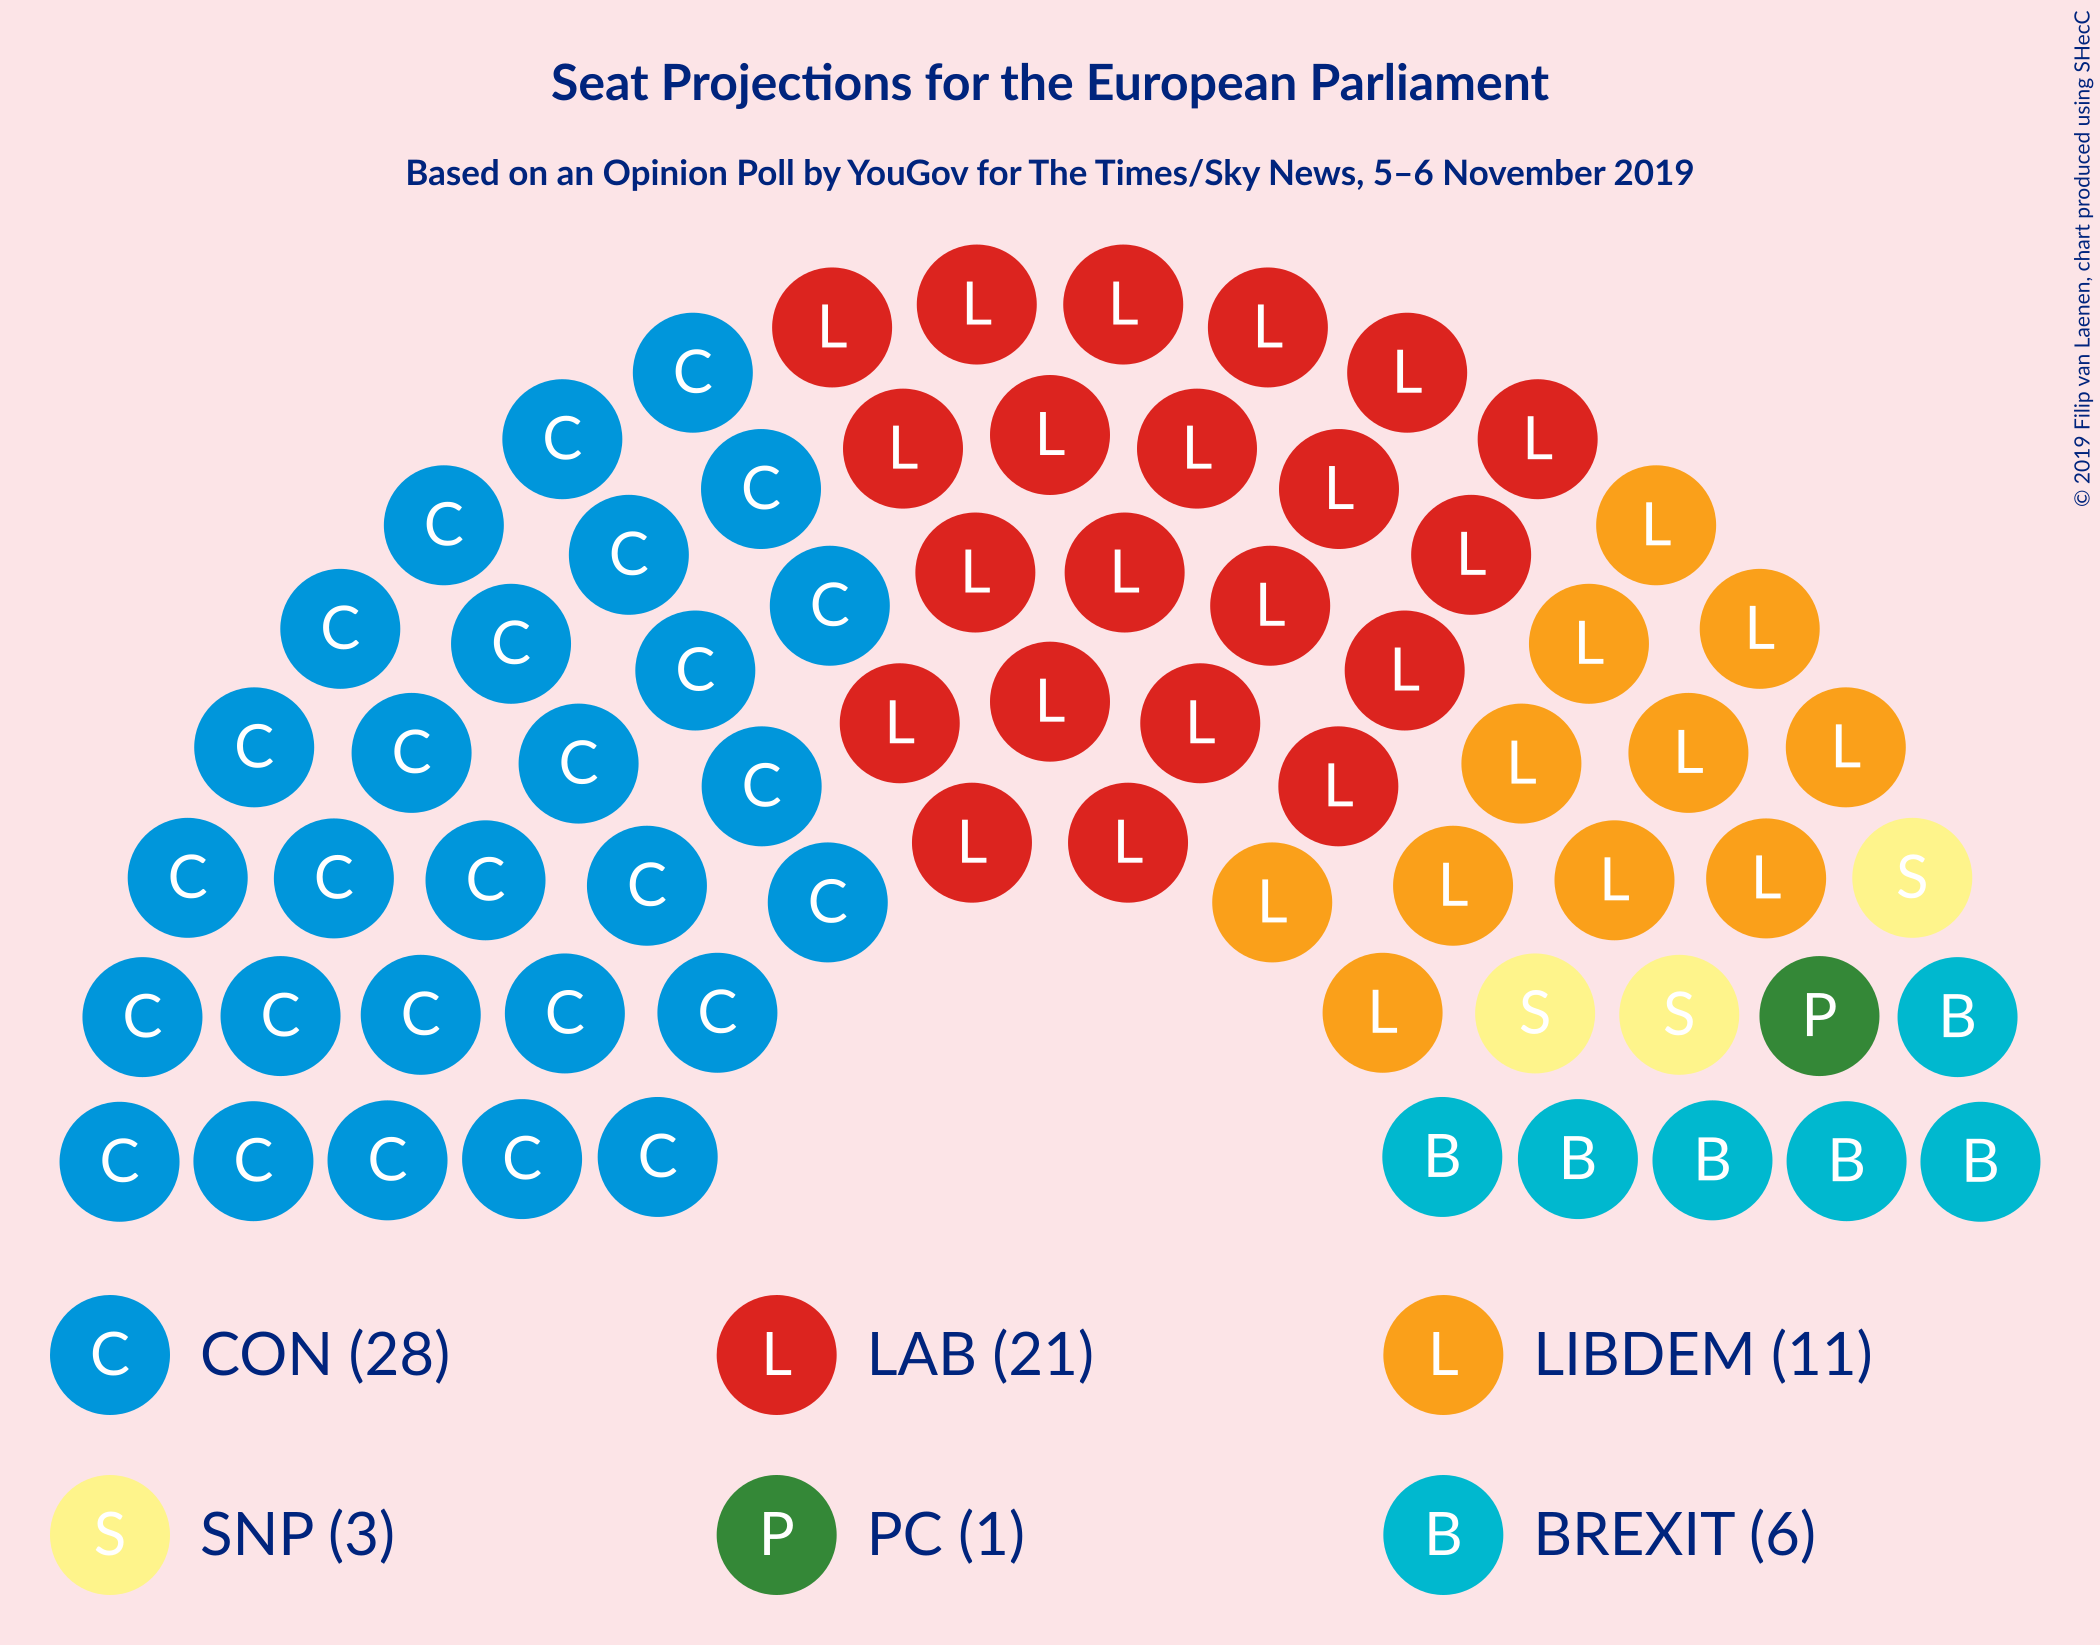 Seat Projections for the European Parliament
Based on an Opinion Poll by YouGov for The Times/Sky News, 5–6 November 2019
© 2019 Filip van Laenen, chart produced using SHecC
L L L L
C L
C L L L L
C C L L
C L L L
C C L
C C L L
C C L L L
C C C L L L
C C L L
C C C C C L L L L L S
C C C C C L S S P B
C C C C C B B B B B
C CON (28) L LAB (21) L LIBDEM (11)
S SNP (3) P PC (1) B BREXIT (6)